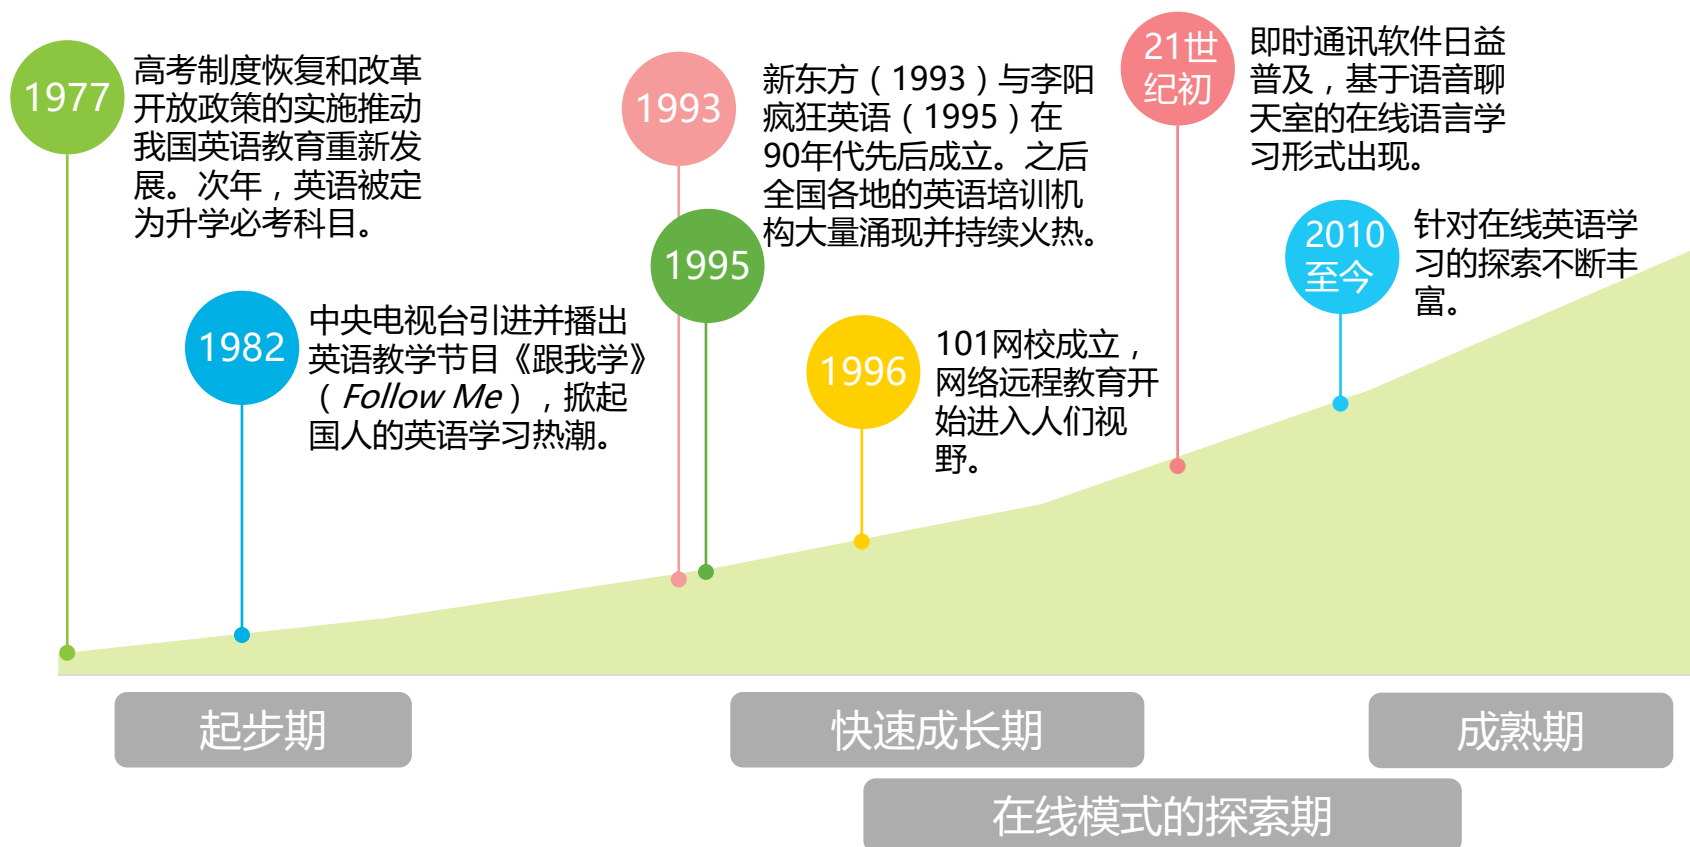 1977
高考制度恢复和改革
开放政策的实施推动
我国英语教育重新发
展。次年，英语被定
为升学必考科目。
1982
中央电视台引进并播出
英语教学节目《跟我学》
（Follow Me），掀起
国人的英语学习热潮。
1993
1995
新东方（1993）与李阳
疯狂英语（1995）在
90年代先后成立。之后
全国各地的英语培训机
构大量涌现并持续火热。
1996
101网校成立，
网络远程教育开
始进入人们视
野。
21世
纪初
即时通讯软件日益
普及，基于语音聊
天室的在线语言学
习形式出现。
2010
至今
针对在线英语学
习的探索不断丰
富。
起步期
快速成长期
成熟期
在线模式的探索期